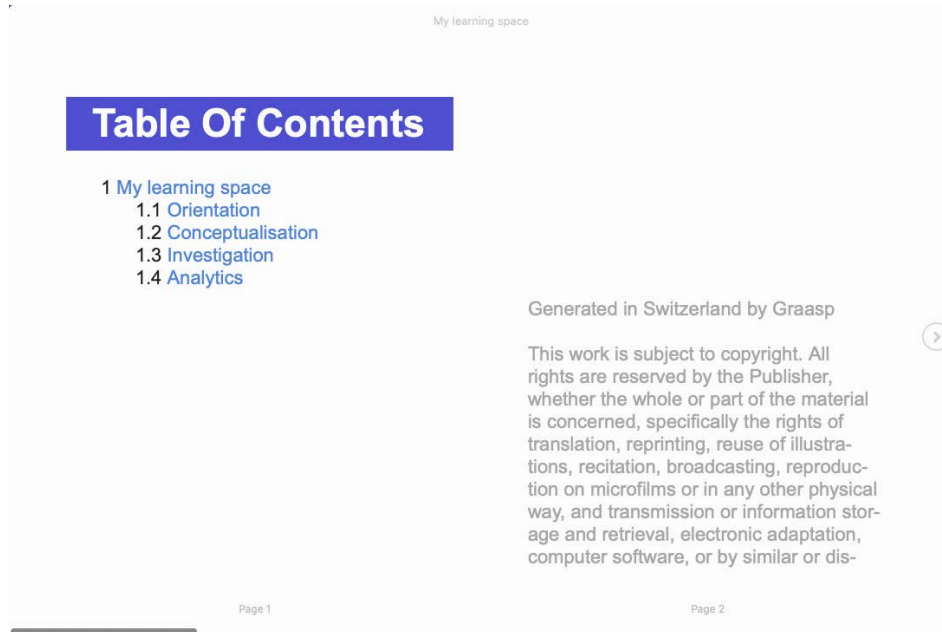 My learning space
Table Of Contents
1 My learning space
1.1 Orientation
1.2 Conceptualisation
1.3 Investigation
1.4 Analytics
Generated in Switzerland by Graasp
This work is subject to copyright. All
rights are reserved by the Publisher,
whether the whole or part of the material
is concerned, specifically the rights of
translation, reprinting, reuse of illustra-
tions, recitation, broadcasting, reproduc-
tion on microfilms or in any other physical
way, and transmission or information stor-
age and retrieval, electronic adaptation,
computer software, or by similar or dis-
Page 1
Page 2